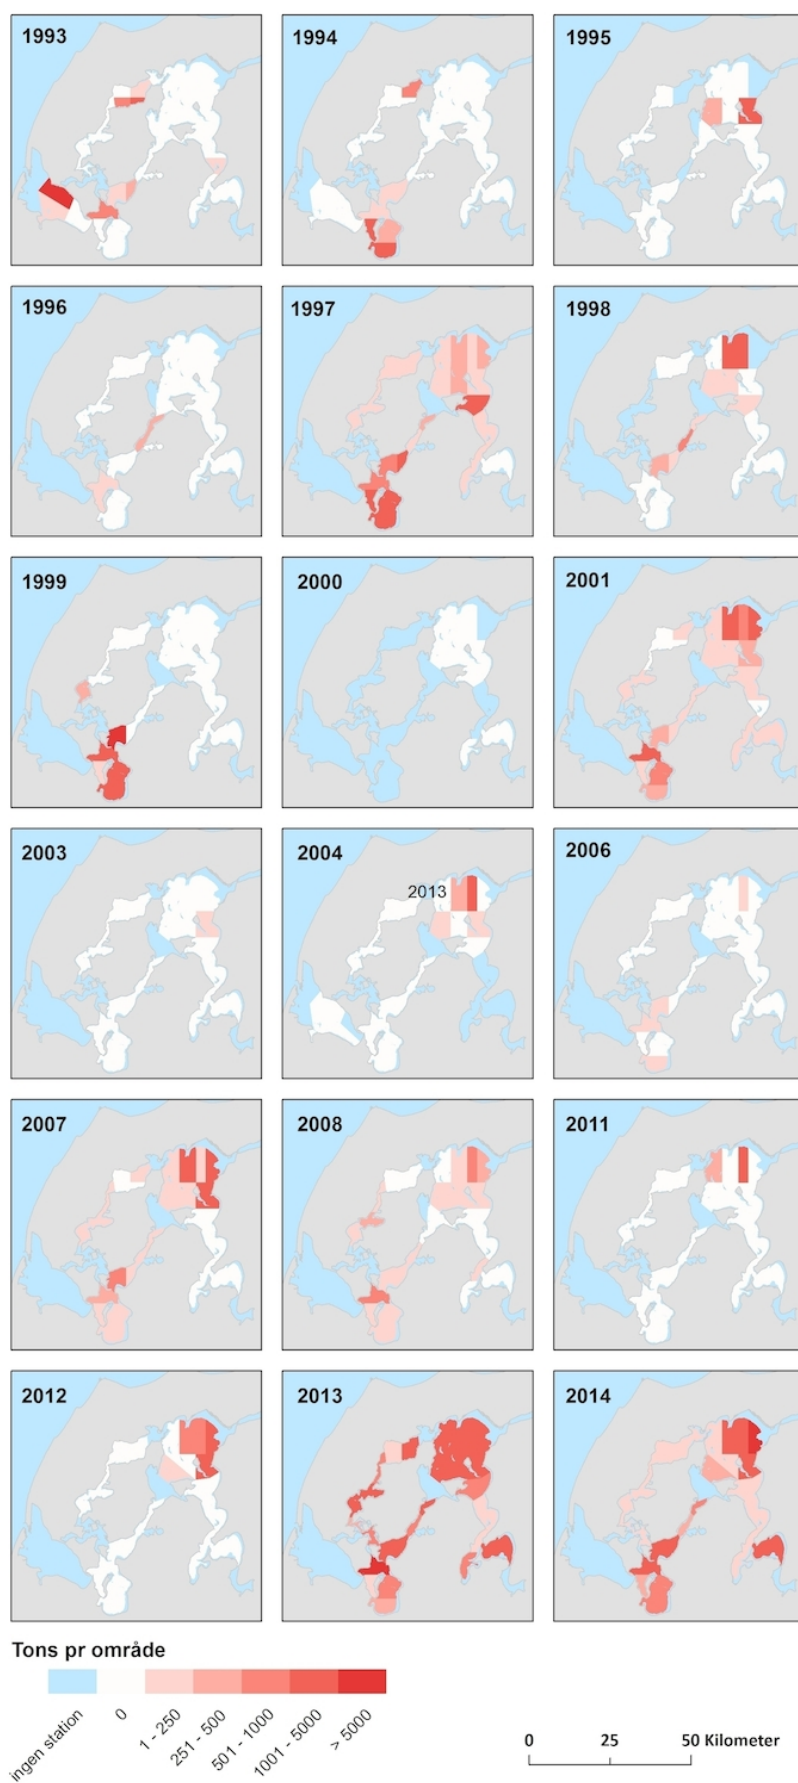 1993 1994 1995
1996 1997 1998
1999 2000 2001
2003 2004 2006
2013
2007 2008 2011
2012 2013 2014
Tons pr område
ingen station 0 1 - 250 251 - 500 501 - 1000 1001 - 5000 > 5000
0 25 50 Kilometer